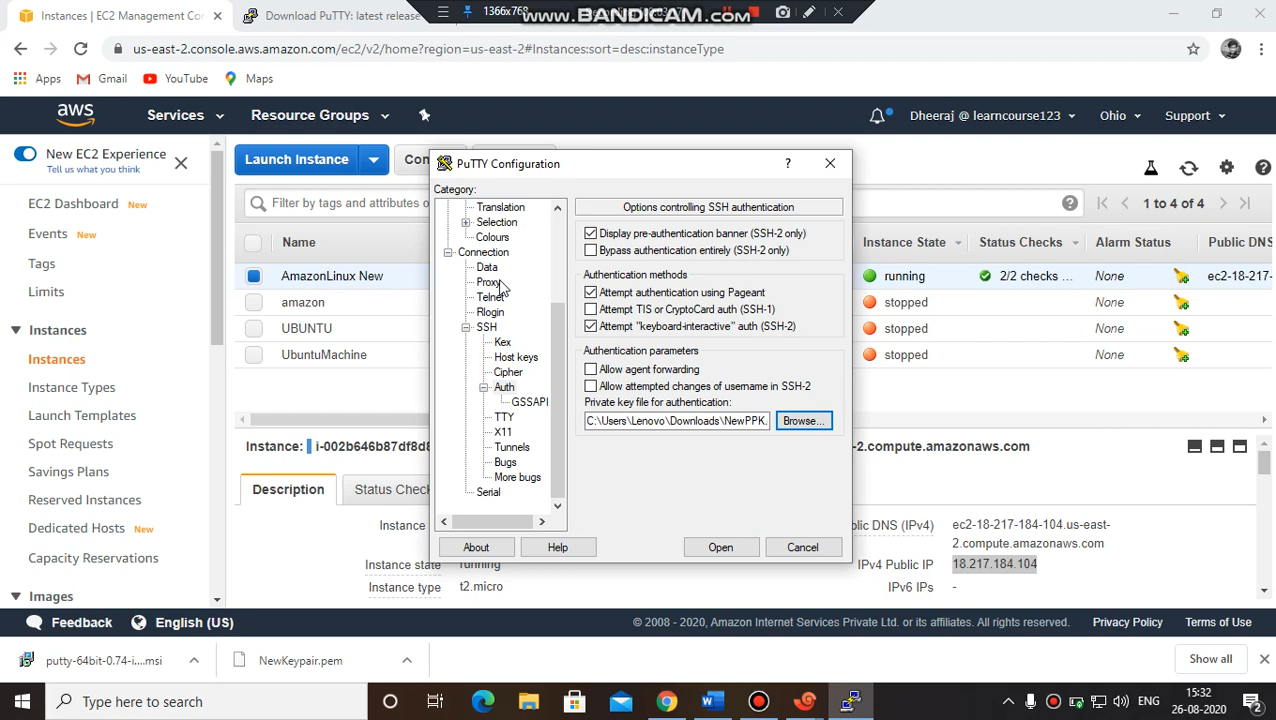 Instances | EC2 Management Con
Download PuTTY: latest release
1366x768
www.BANDICAM.com
us-east-2.console.aws.amazon.com/ec2/v2/home?region=us-east-2#Instances:sort=desc:instanceType
Apps Gmail YouTube Maps
aws Services Resource Groups Dheeraj @ learncourse123 Ohio Support
New EC2 Experience
Tell us what you think
EC2 Dashboard New
Events New
Tags
Limits
Instances
Instances
Instance Types
Launch Templates
Spot Requests
Savings Plans
Reserved Instances
Dedicated Hosts New
Capacity Reservations
Images
Launch Instance
Con
Filter by tags and attributes o
1 to 4 of 4
Name Instance State Status Checks Alarm Status Public DNS
AmazonLinux New running 2/2 checks ... None ec2-18-217-184
amazon stopped None
UBUNTU stopped None
UbuntuMachine stopped None
PuTTY Configuration ?
Category:
Translation
Selection
Colours
Connection
Data
Proxy
Telnet
Rlogin
SSH
Kex
Host keys
Cipher
Auth
GSSAPI
TTY
X11
Tunnels
Bugs
More bugs
Serial
Options controlling SSH authentication
Display pre-authentication banner (SSH-2 only)
Bypass authentication entirely (SSH-2 only)
Authentication methods
Attempt authentication using Pageant
Attempt TIS or CryptoCard auth (SSH-1)
Attempt "keyboard-interactive" auth (SSH-2)
Authentication parameters
Allow agent forwarding
Allow attempted changes of username in SSH-2
Private key file for authentication:
C:\Users\Lenovo\Downloads\NewPPK. Browse...
About Help Open Cancel
Instance: i-002b646b87df8d8
2.compute.amazonaws.com
Description Status Check
Instance
Instance state running
Instance type t2.micro
Public DNS (IPv4) ec2-18-217-184-104.us-east-
2.compute.amazonaws.com
IPv4 Public IP 18.217.184.104
IPv6 IPs -
Feedback English (US) © 2008 - 2020, Amazon Internet Services Private Ltd. or its affiliates. All rights reserved. Privacy Policy Terms of Use
putty-64bit-0.74-i....msi NewKeypair.pem Show all
Type here to search
ENG
15:32
26-08-2020
2